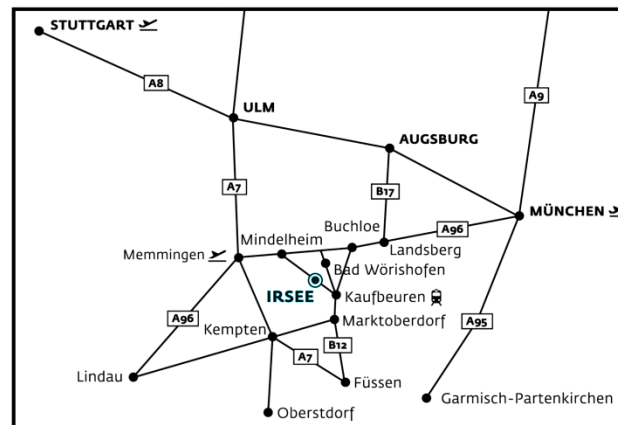 STUTTGART
A8
A9
ULM
AUGSBURG
A7
B17
Buchloe
MÜNCHEN
A96
Mindelheim
Landsberg
Memmingen
Bad Wörishofen
IRSEE
Kaufbeuren
A96
Kempten
Marktoberdorf
A95
B12
A7
Lindau
Füssen
Garmisch-Partenkirchen
Oberstdorf